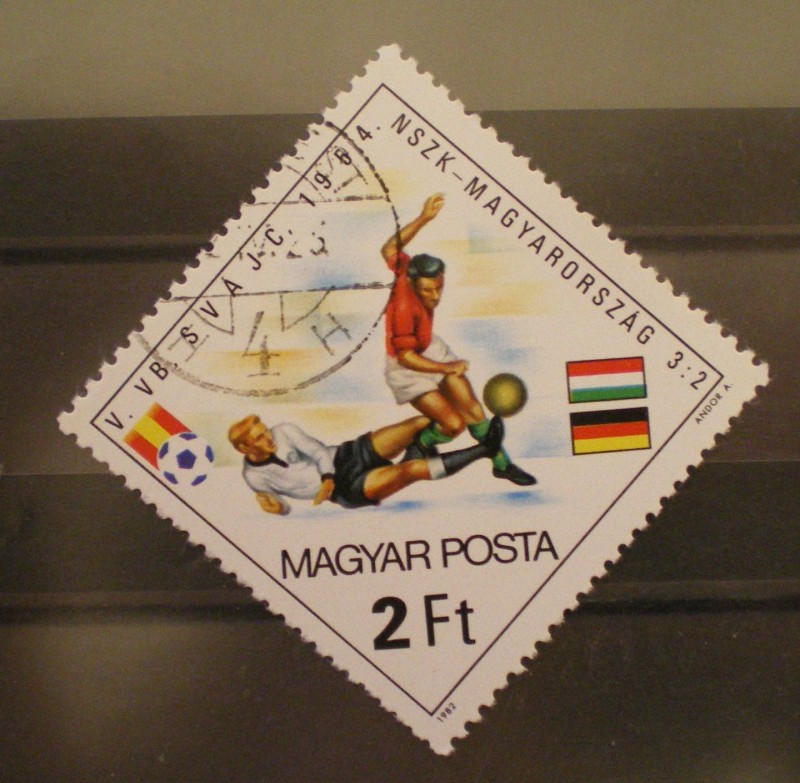 V. VB SVÁJC. 1954.
NSZK-MAGYARORSZÁG 3:2
ANDOR A.
MAGYAR POSTA
2 Ft
1982